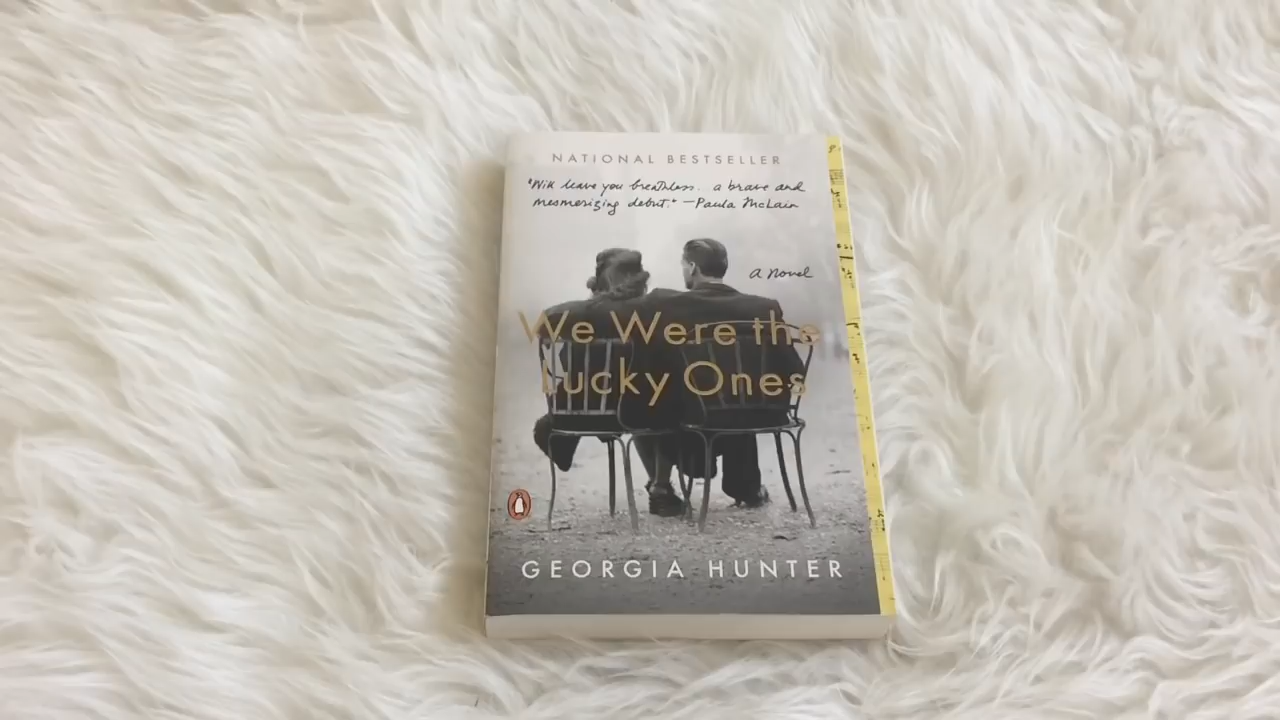 NATIONAL BESTSELLER
"Will leave you breathless.. a brave and
mesmerizing debut." —Paula McLain
a novel
We Were the
Lucky Ones
GEORGIA HUNTER